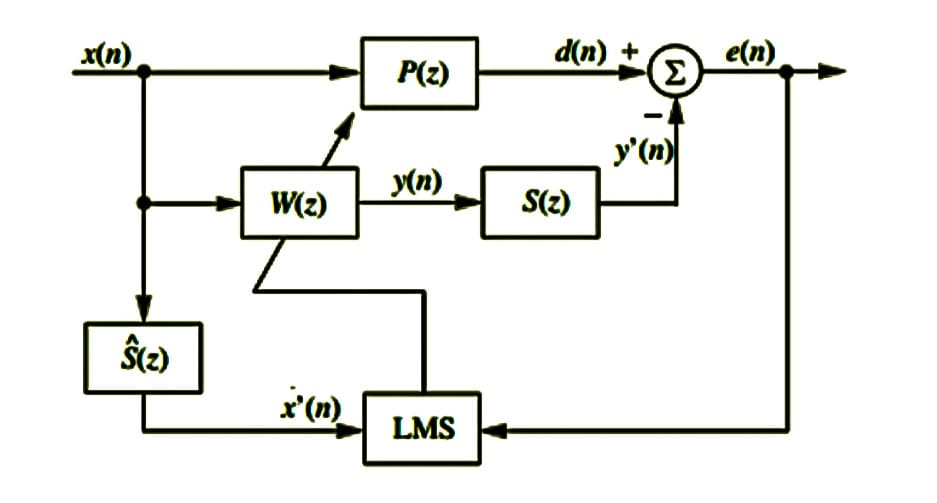 x(n)
P(z)
d(n) +
Σ
e(n)
−
y'(n)
W(z)
y(n)
S(z)
Ŝ(z)
x'(n)
LMS